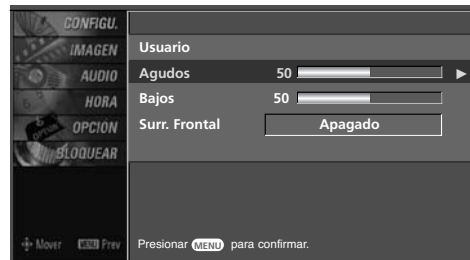 CONFIGU.
IMAGEN
AUDIO
HORA
OPCIÓN
BLOQUEAR
Mover MENU Prev
Usuario
Agudos 50
Bajos 50
Surr. Frontal Apagado
Presionar MENU para confirmar.